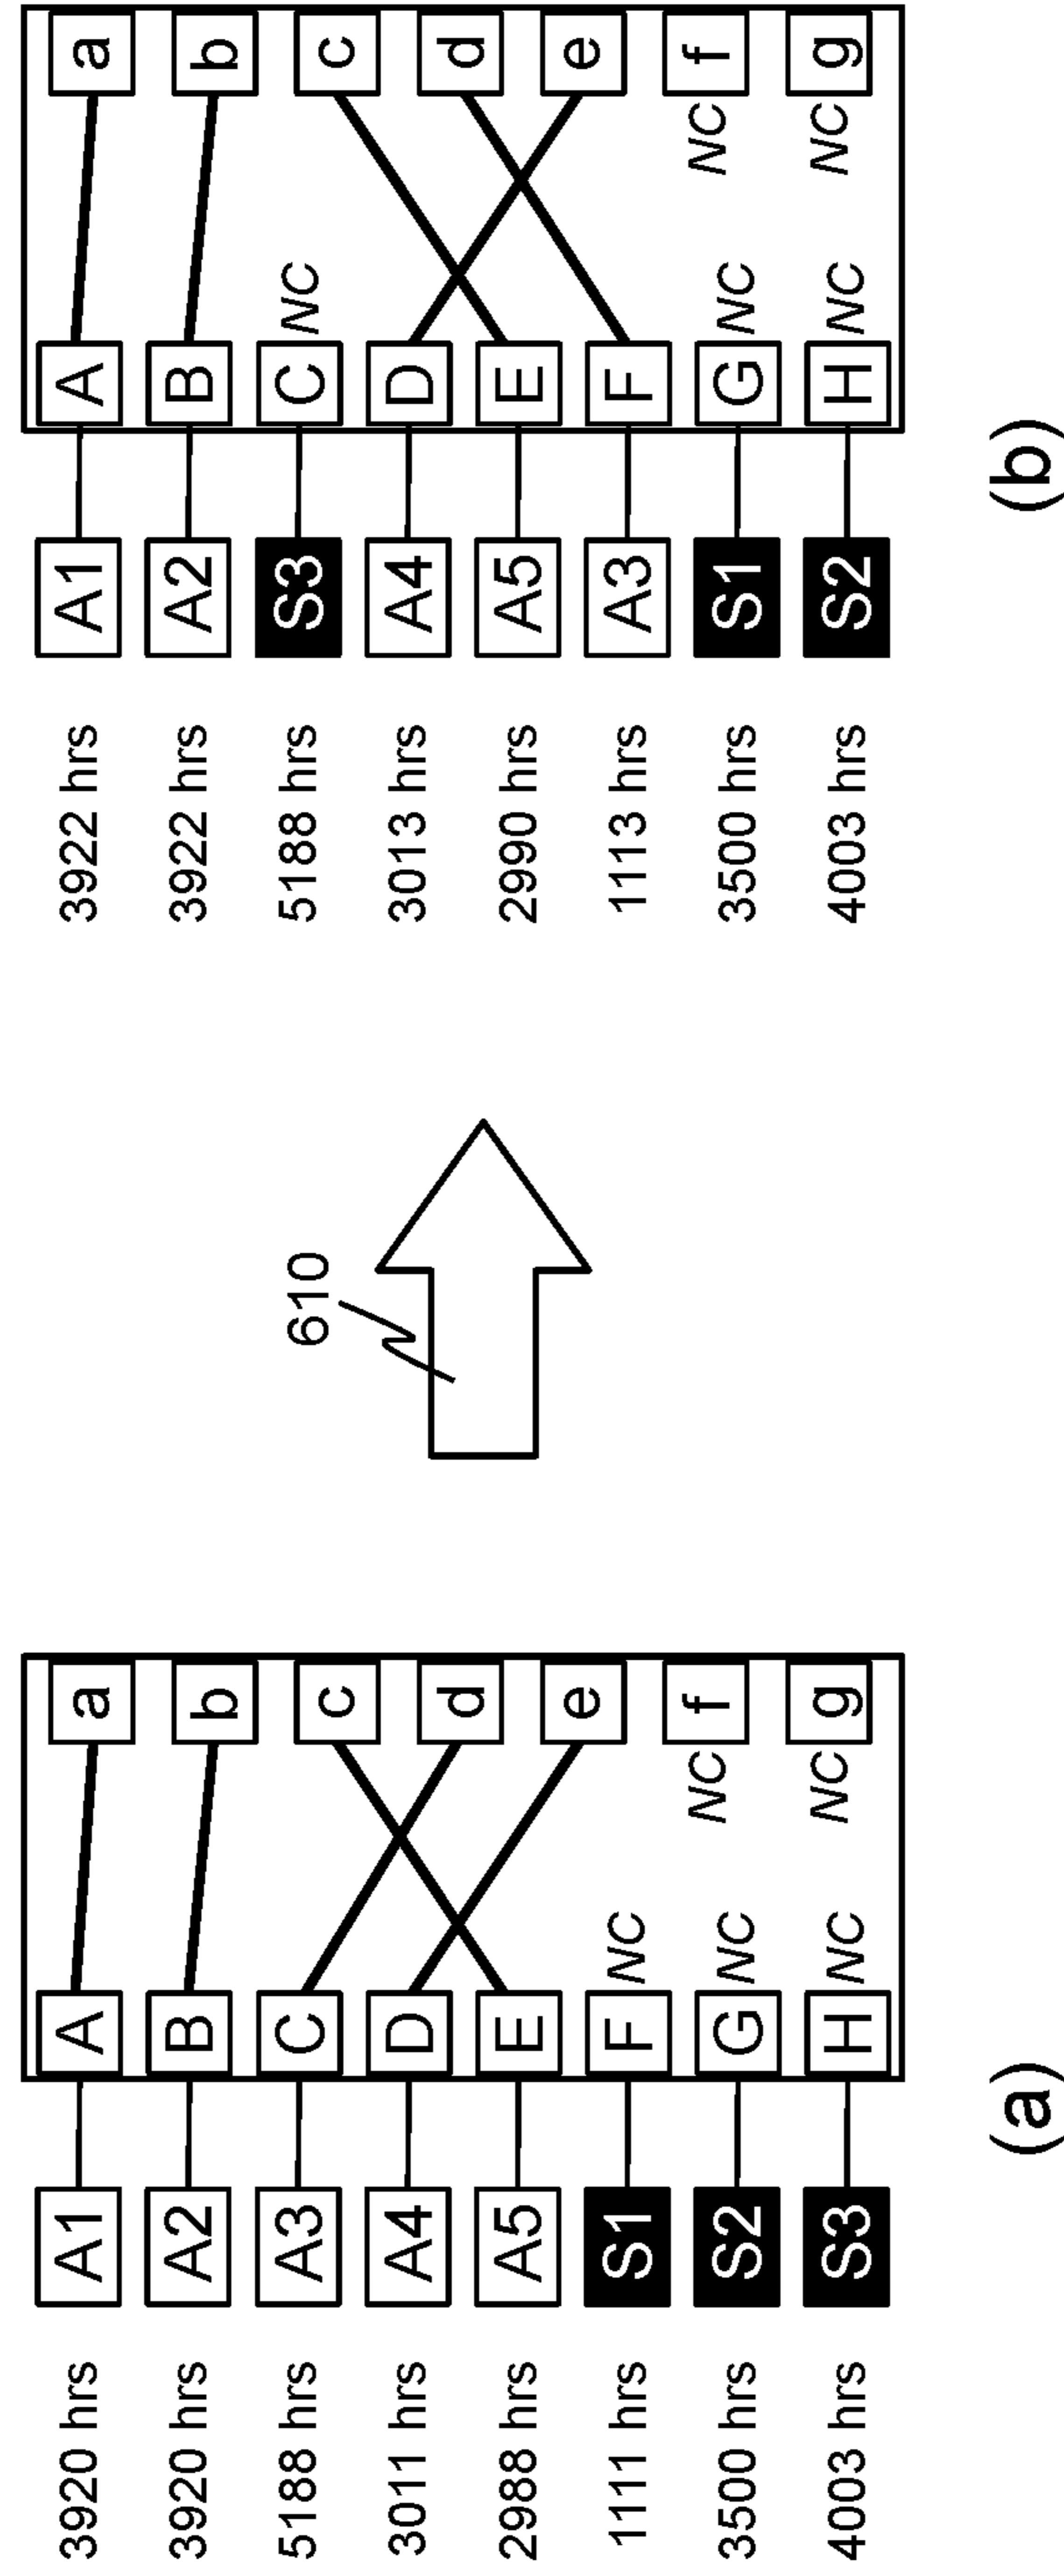 3920 hrs A1 A a
3920 hrs A2 B b
5188 hrs A3 C c
3011 hrs A4 D d
2988 hrs A5 E e
1111 hrs S1 F NC NC f
3500 hrs S2 G NC NC g
4003 hrs S3 H NC
(a)
610
3922 hrs A1 A a
3922 hrs A2 B b
5188 hrs S3 C NC c
3013 hrs A4 D d
2990 hrs A5 E e
1113 hrs A3 F NC f
3500 hrs S1 G NC NC g
4003 hrs S2 H NC
(b)